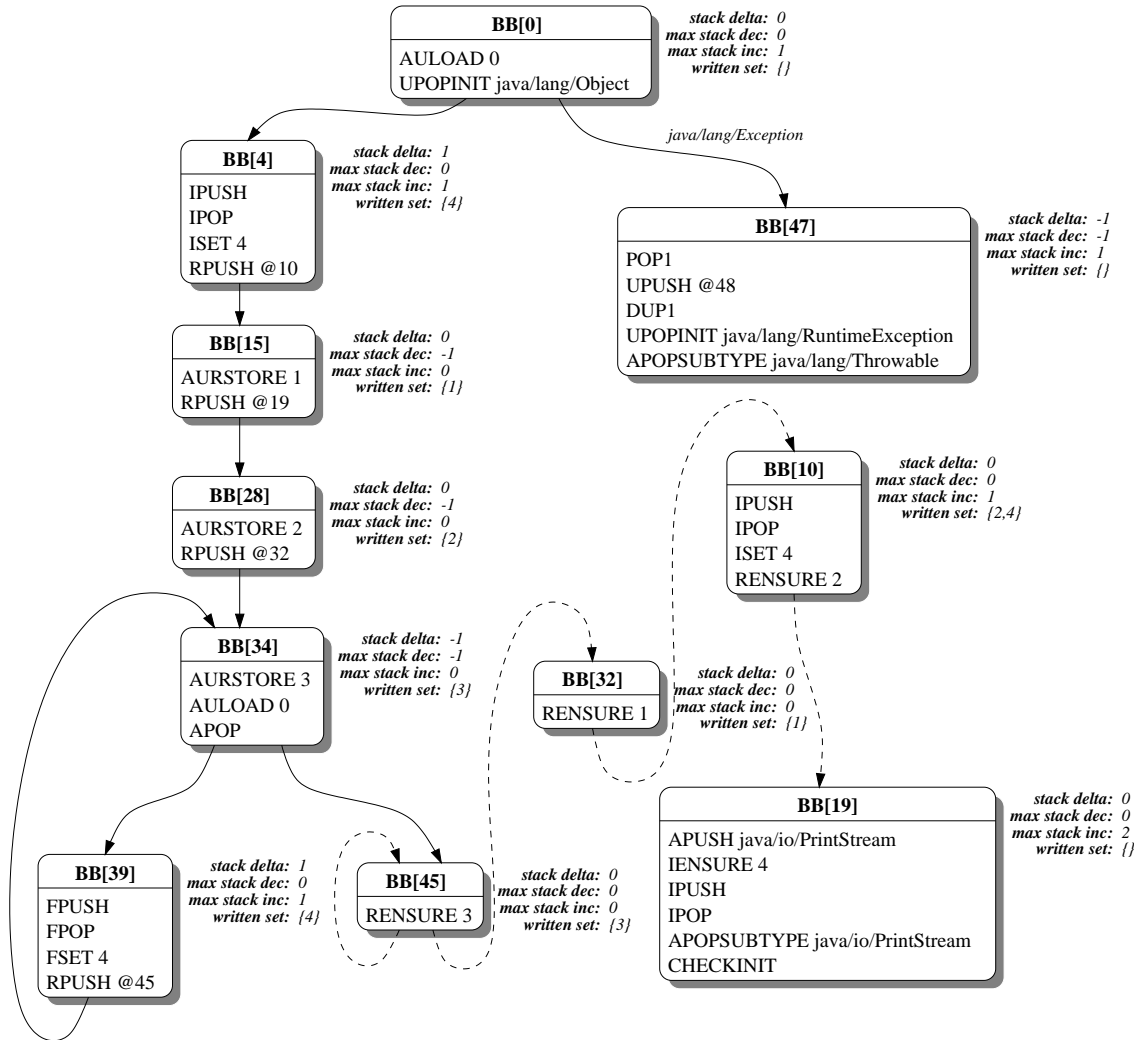 BB[0]
AULOAD 0
UPOPINIT java/lang/Object
stack delta: 0
max stack dec: 0
max stack inc: 1
written set: {}
java/lang/Exception
BB[4]
IPUSH
IPOP
ISET 4
RPUSH @10
stack delta: 1
max stack dec: 0
max stack inc: 1
written set: {4}
BB[47]
POP1
UPUSH @48
DUP1
UPOPINIT java/lang/RuntimeException
APOPSUBTYPE java/lang/Throwable
stack delta: -1
max stack dec: -1
max stack inc: 1
written set: {}
BB[15]
AURSTORE 1
RPUSH @19
stack delta: 0
max stack dec: -1
max stack inc: 0
written set: {1}
BB[28]
AURSTORE 2
RPUSH @32
stack delta: 0
max stack dec: -1
max stack inc: 0
written set: {2}
BB[10]
IPUSH
IPOP
ISET 4
RENSURE 2
stack delta: 0
max stack dec: 0
max stack inc: 1
written set: {2,4}
BB[34]
AURSTORE 3
AULOAD 0
APOP
stack delta: -1
max stack dec: -1
max stack inc: 0
written set: {3}
BB[32]
RENSURE 1
stack delta: 0
max stack dec: 0
max stack inc: 0
written set: {1}
BB[39]
FPUSH
FPOP
FSET 4
RPUSH @45
stack delta: 1
max stack dec: 0
max stack inc: 1
written set: {4}
BB[45]
RENSURE 3
stack delta: 0
max stack dec: 0
max stack inc: 0
written set: {3}
BB[19]
APUSH java/io/PrintStream
IENSURE 4
IPUSH
IPOP
APOPSUBTYPE java/io/PrintStream
CHECKINIT
stack delta: 0
max stack dec: 0
max stack inc: 2
written set: {}